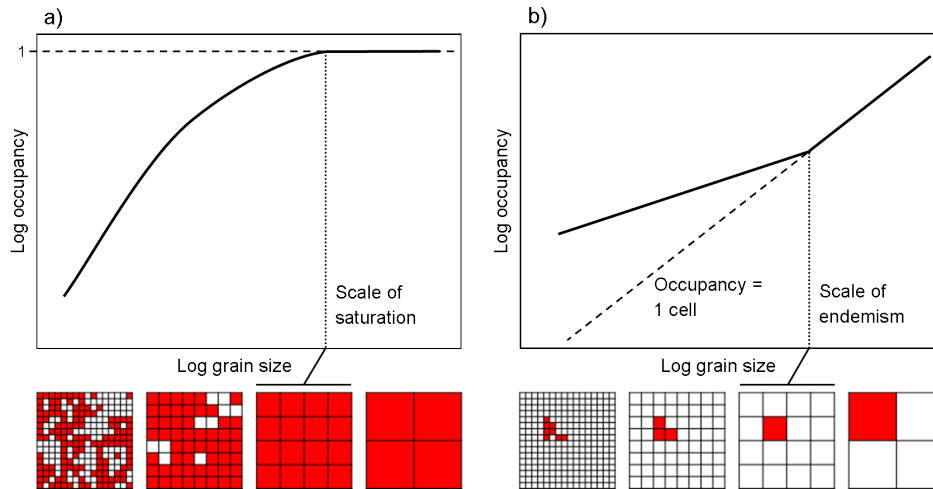 a)
1
Log occupancy
Scale of
saturation
Log grain size
b)
Log occupancy
Occupancy =
1 cell
Scale of
endemism
Log grain size